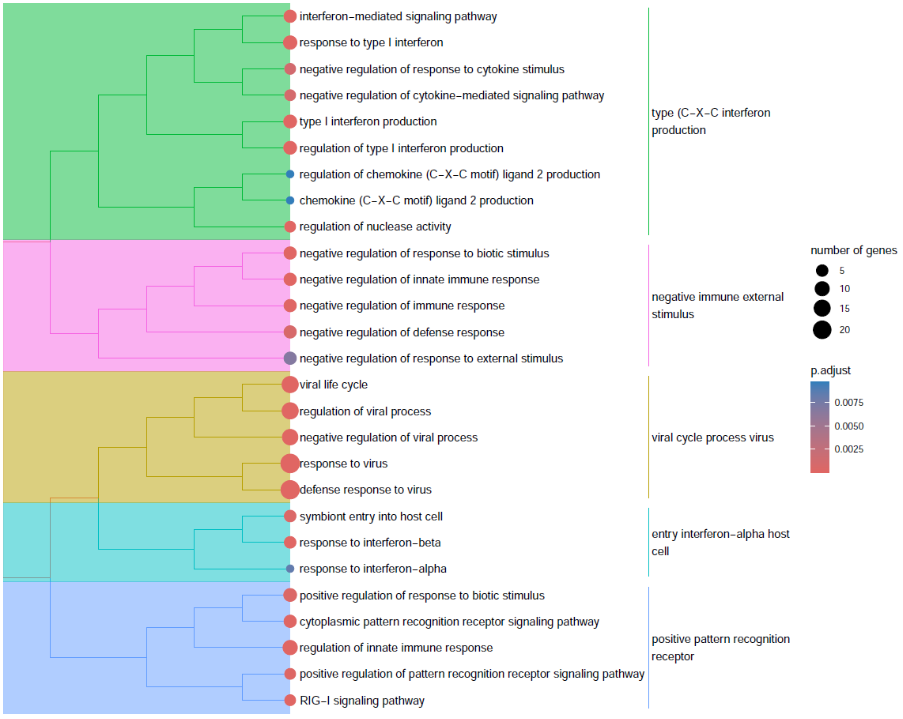 interferon−mediated signaling pathway
response to type I interferon
negative regulation of response to cytokine stimulus
negative regulation of cytokine−mediated signaling pathway
type I interferon production
regulation of type I interferon production
regulation of chemokine (C−X−C motif) ligand 2 production
chemokine (C−X−C motif) ligand 2 production
regulation of nuclease activity
type (C−X−C interferon
production
negative regulation of response to biotic stimulus
negative regulation of innate immune response
negative regulation of immune response
negative regulation of defense response
negative regulation of response to external stimulus
negative immune external
stimulus
viral life cycle
regulation of viral process
negative regulation of viral process
response to virus
defense response to virus
viral cycle process virus
symbiont entry into host cell
response to interferon−beta
response to interferon−alpha
entry interferon−alpha host
cell
positive regulation of response to biotic stimulus
cytoplasmic pattern recognition receptor signaling pathway
regulation of innate immune response
positive regulation of pattern recognition receptor signaling pathway
RIG−I signaling pathway
positive pattern recognition
receptor
number of genes
5
10
15
20
p.adjust
0.0075
0.0050
0.0025